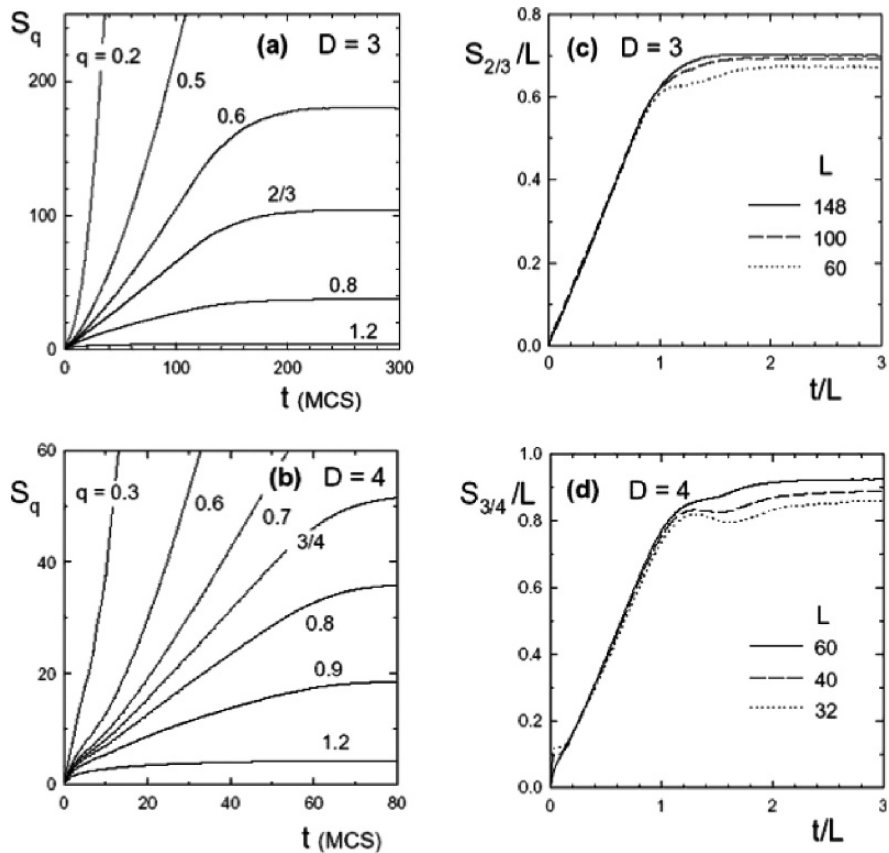 S_q
(a) D = 3
250
200
100
0
q = 0.2
0.5
0.6
2/3
0.8
1.2
0 100 200 300
t (MCS)
S_{2/3}/L
(c) D = 3
0.8
0.6
0.4
0.2
0.0
L
148
100
60
0 1 2 3
t/L
S_q
(b) D = 4
60
40
20
0
q = 0.3
0.6
0.7
3/4
0.8
0.9
1.2
0 20 40 60 80
t (MCS)
S_{3/4}/L
(d) D = 4
1.0
0.8
0.6
0.4
0.2
0.0
L
60
40
32
0 1 2 3
t/L